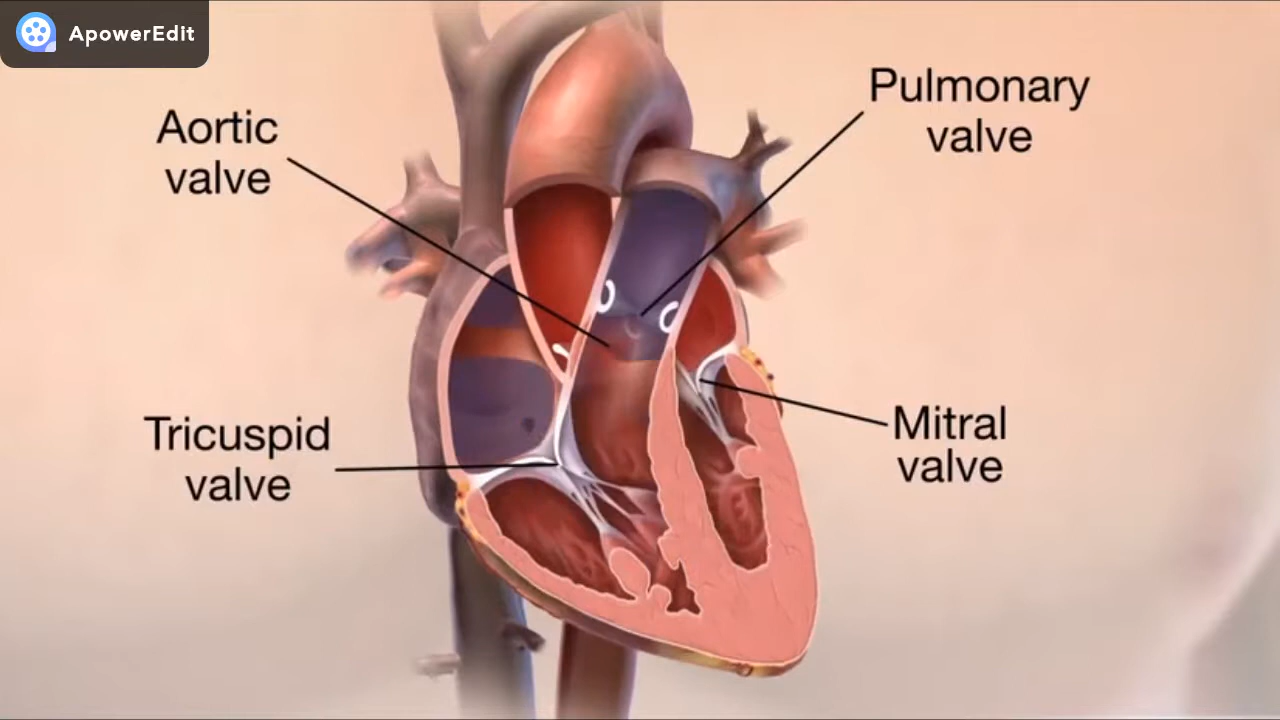 ApowerEdit
Aortic
valve
Pulmonary
valve
Tricuspid
valve
Mitral
valve